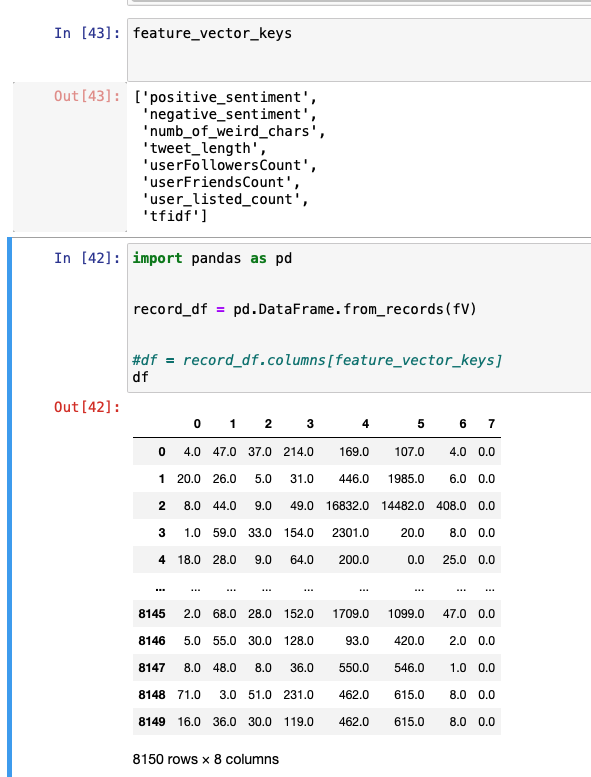 In [43]: feature_vector_keys
Out[43]: ['positive_sentiment',
'negative_sentiment',
'numb_of_weird_chars',
'tweet_length',
'userFollowersCount',
'userFriendsCount',
'user_listed_count',
'tfidf']
In [42]: import pandas as pd
record_df = pd.DataFrame.from_records(fV)
#df = record_df.columns[feature_vector_keys]
df
Out[42]:
0 1 2 3 4 5 6 7
0 4.0 47.0 37.0 214.0 169.0 107.0 4.0 0.0
1 20.0 26.0 5.0 31.0 446.0 1985.0 6.0 0.0
2 8.0 44.0 9.0 49.0 16832.0 14482.0 408.0 0.0
3 1.0 59.0 33.0 154.0 2301.0 20.0 8.0 0.0
4 18.0 28.0 9.0 64.0 200.0 0.0 25.0 0.0
... ... ... ... ... ... ... ... ...
8145 2.0 68.0 28.0 152.0 1709.0 1099.0 47.0 0.0
8146 5.0 55.0 30.0 128.0 93.0 420.0 2.0 0.0
8147 8.0 48.0 8.0 36.0 550.0 546.0 1.0 0.0
8148 71.0 3.0 51.0 231.0 462.0 615.0 8.0 0.0
8149 16.0 36.0 30.0 119.0 462.0 615.0 8.0 0.0
8150 rows × 8 columns